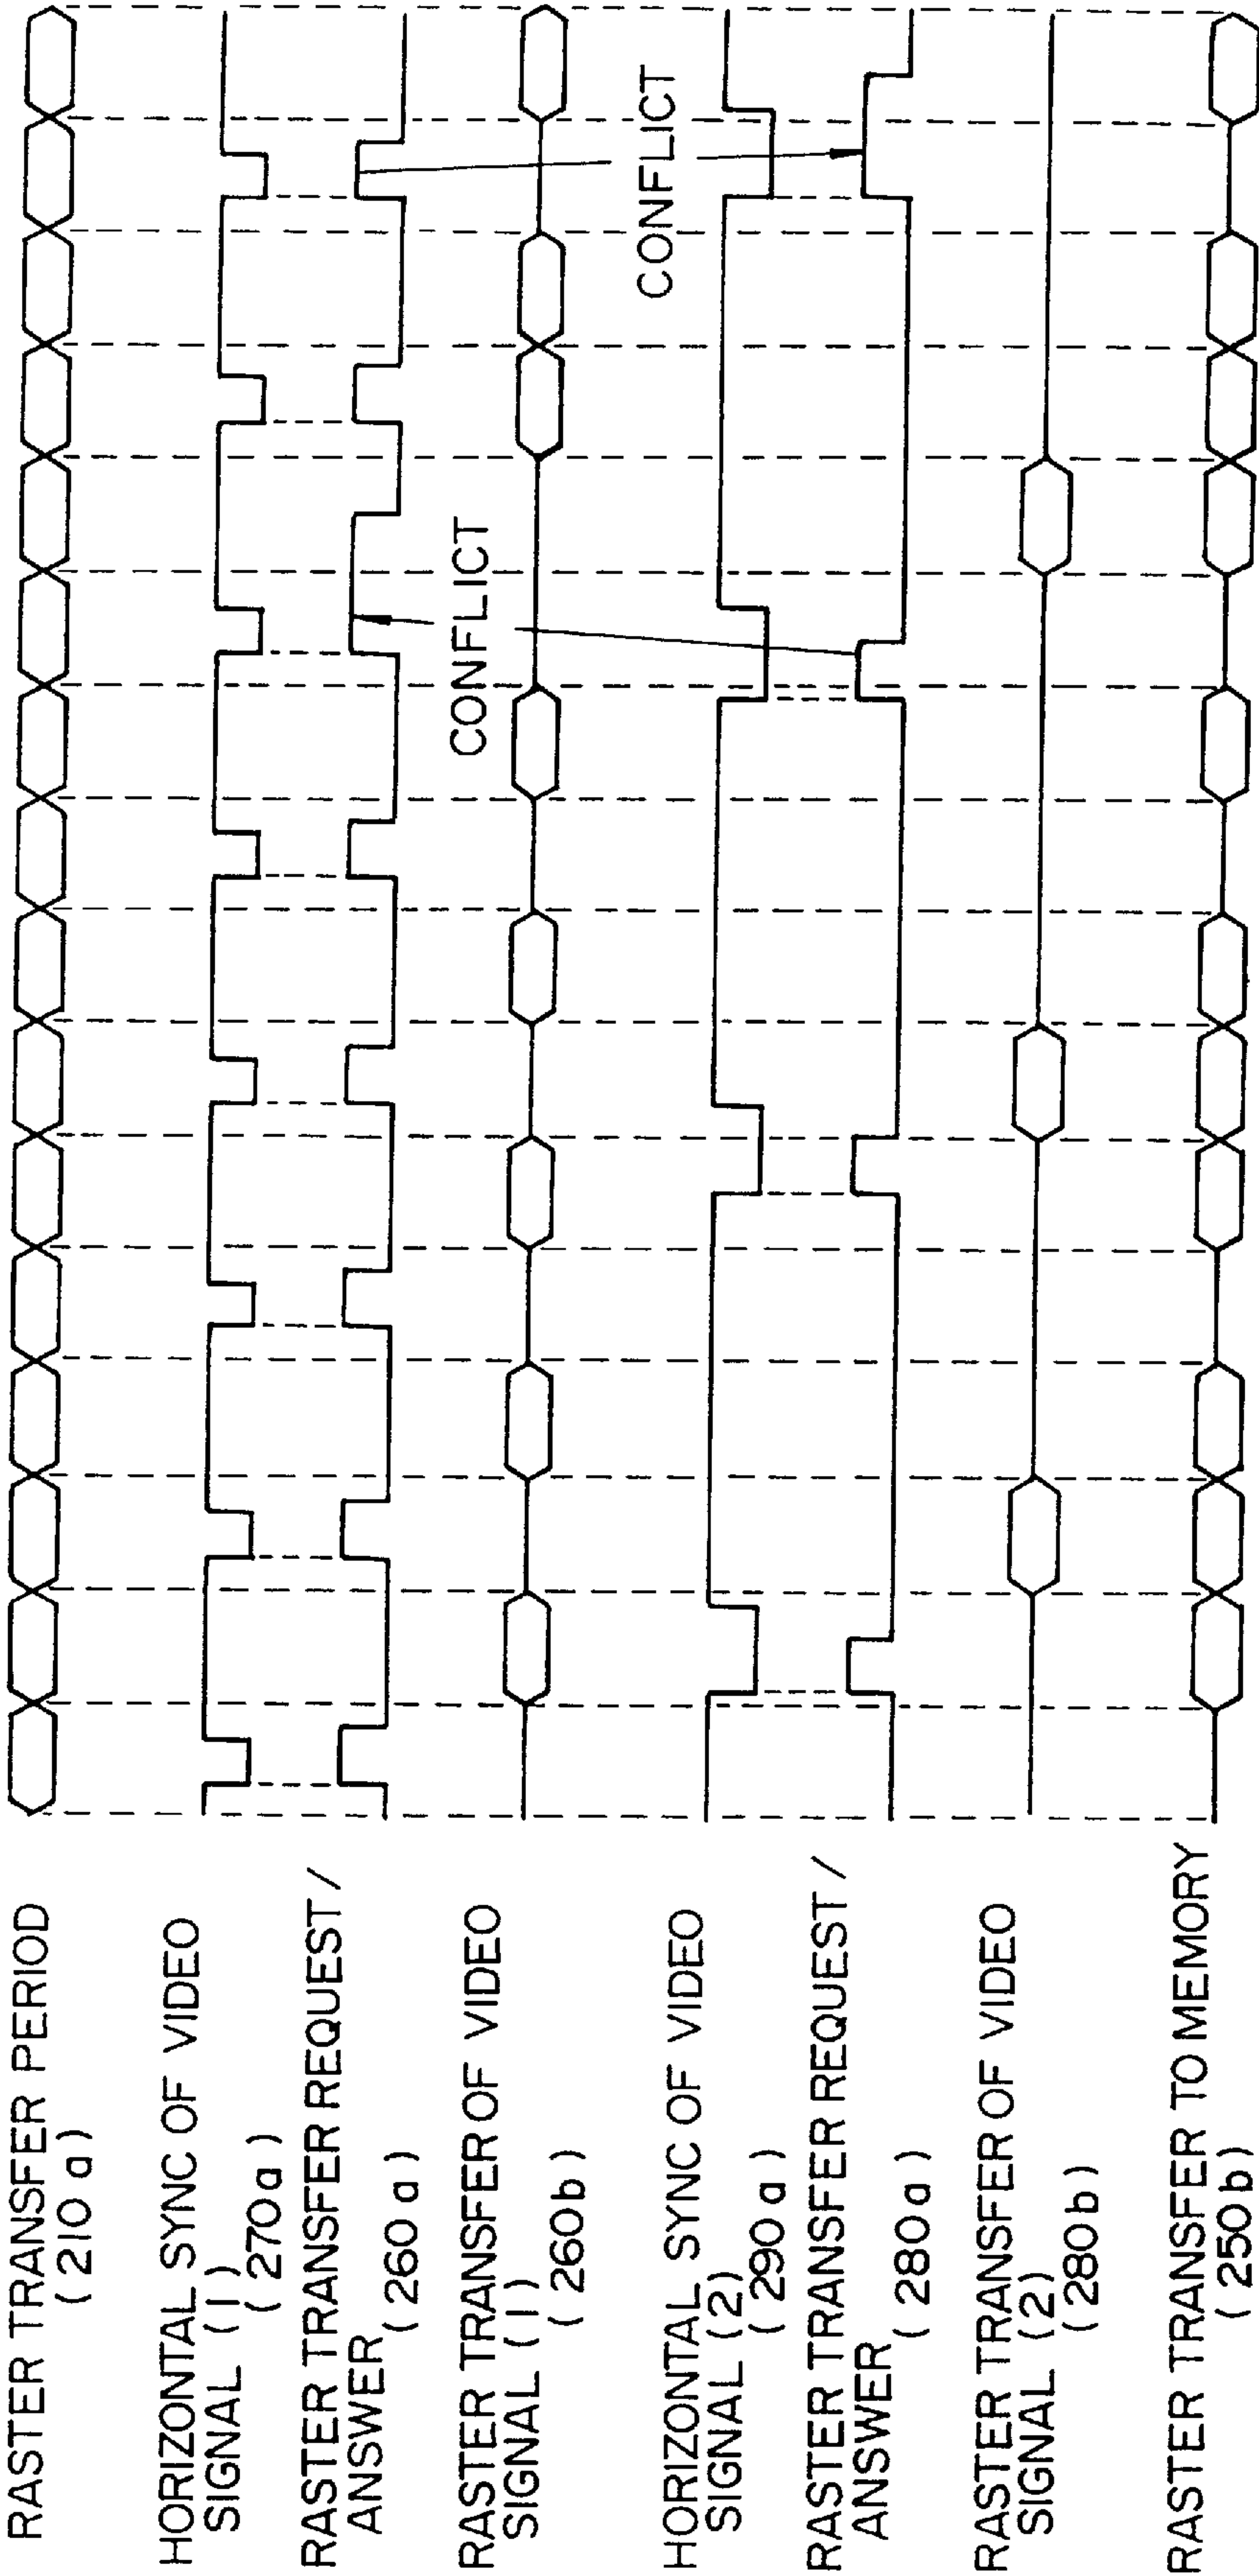 RASTER TRANSFER PERIOD
(210a)
HORIZONTAL SYNC OF VIDEO
SIGNAL (1)
(270a)
RASTER TRANSFER REQUEST/
ANSWER
(260a)
RASTER TRANSFER OF VIDEO
SIGNAL (1)
(260b)
HORIZONTAL SYNC OF VIDEO
SIGNAL (2)
(290a)
RASTER TRANSFER REQUEST/
ANSWER
(280a)
RASTER TRANSFER OF VIDEO
SIGNAL (2)
(280b)
RASTER TRANSFER TO MEMORY
(250b)
CONFLICT
CONFLICT